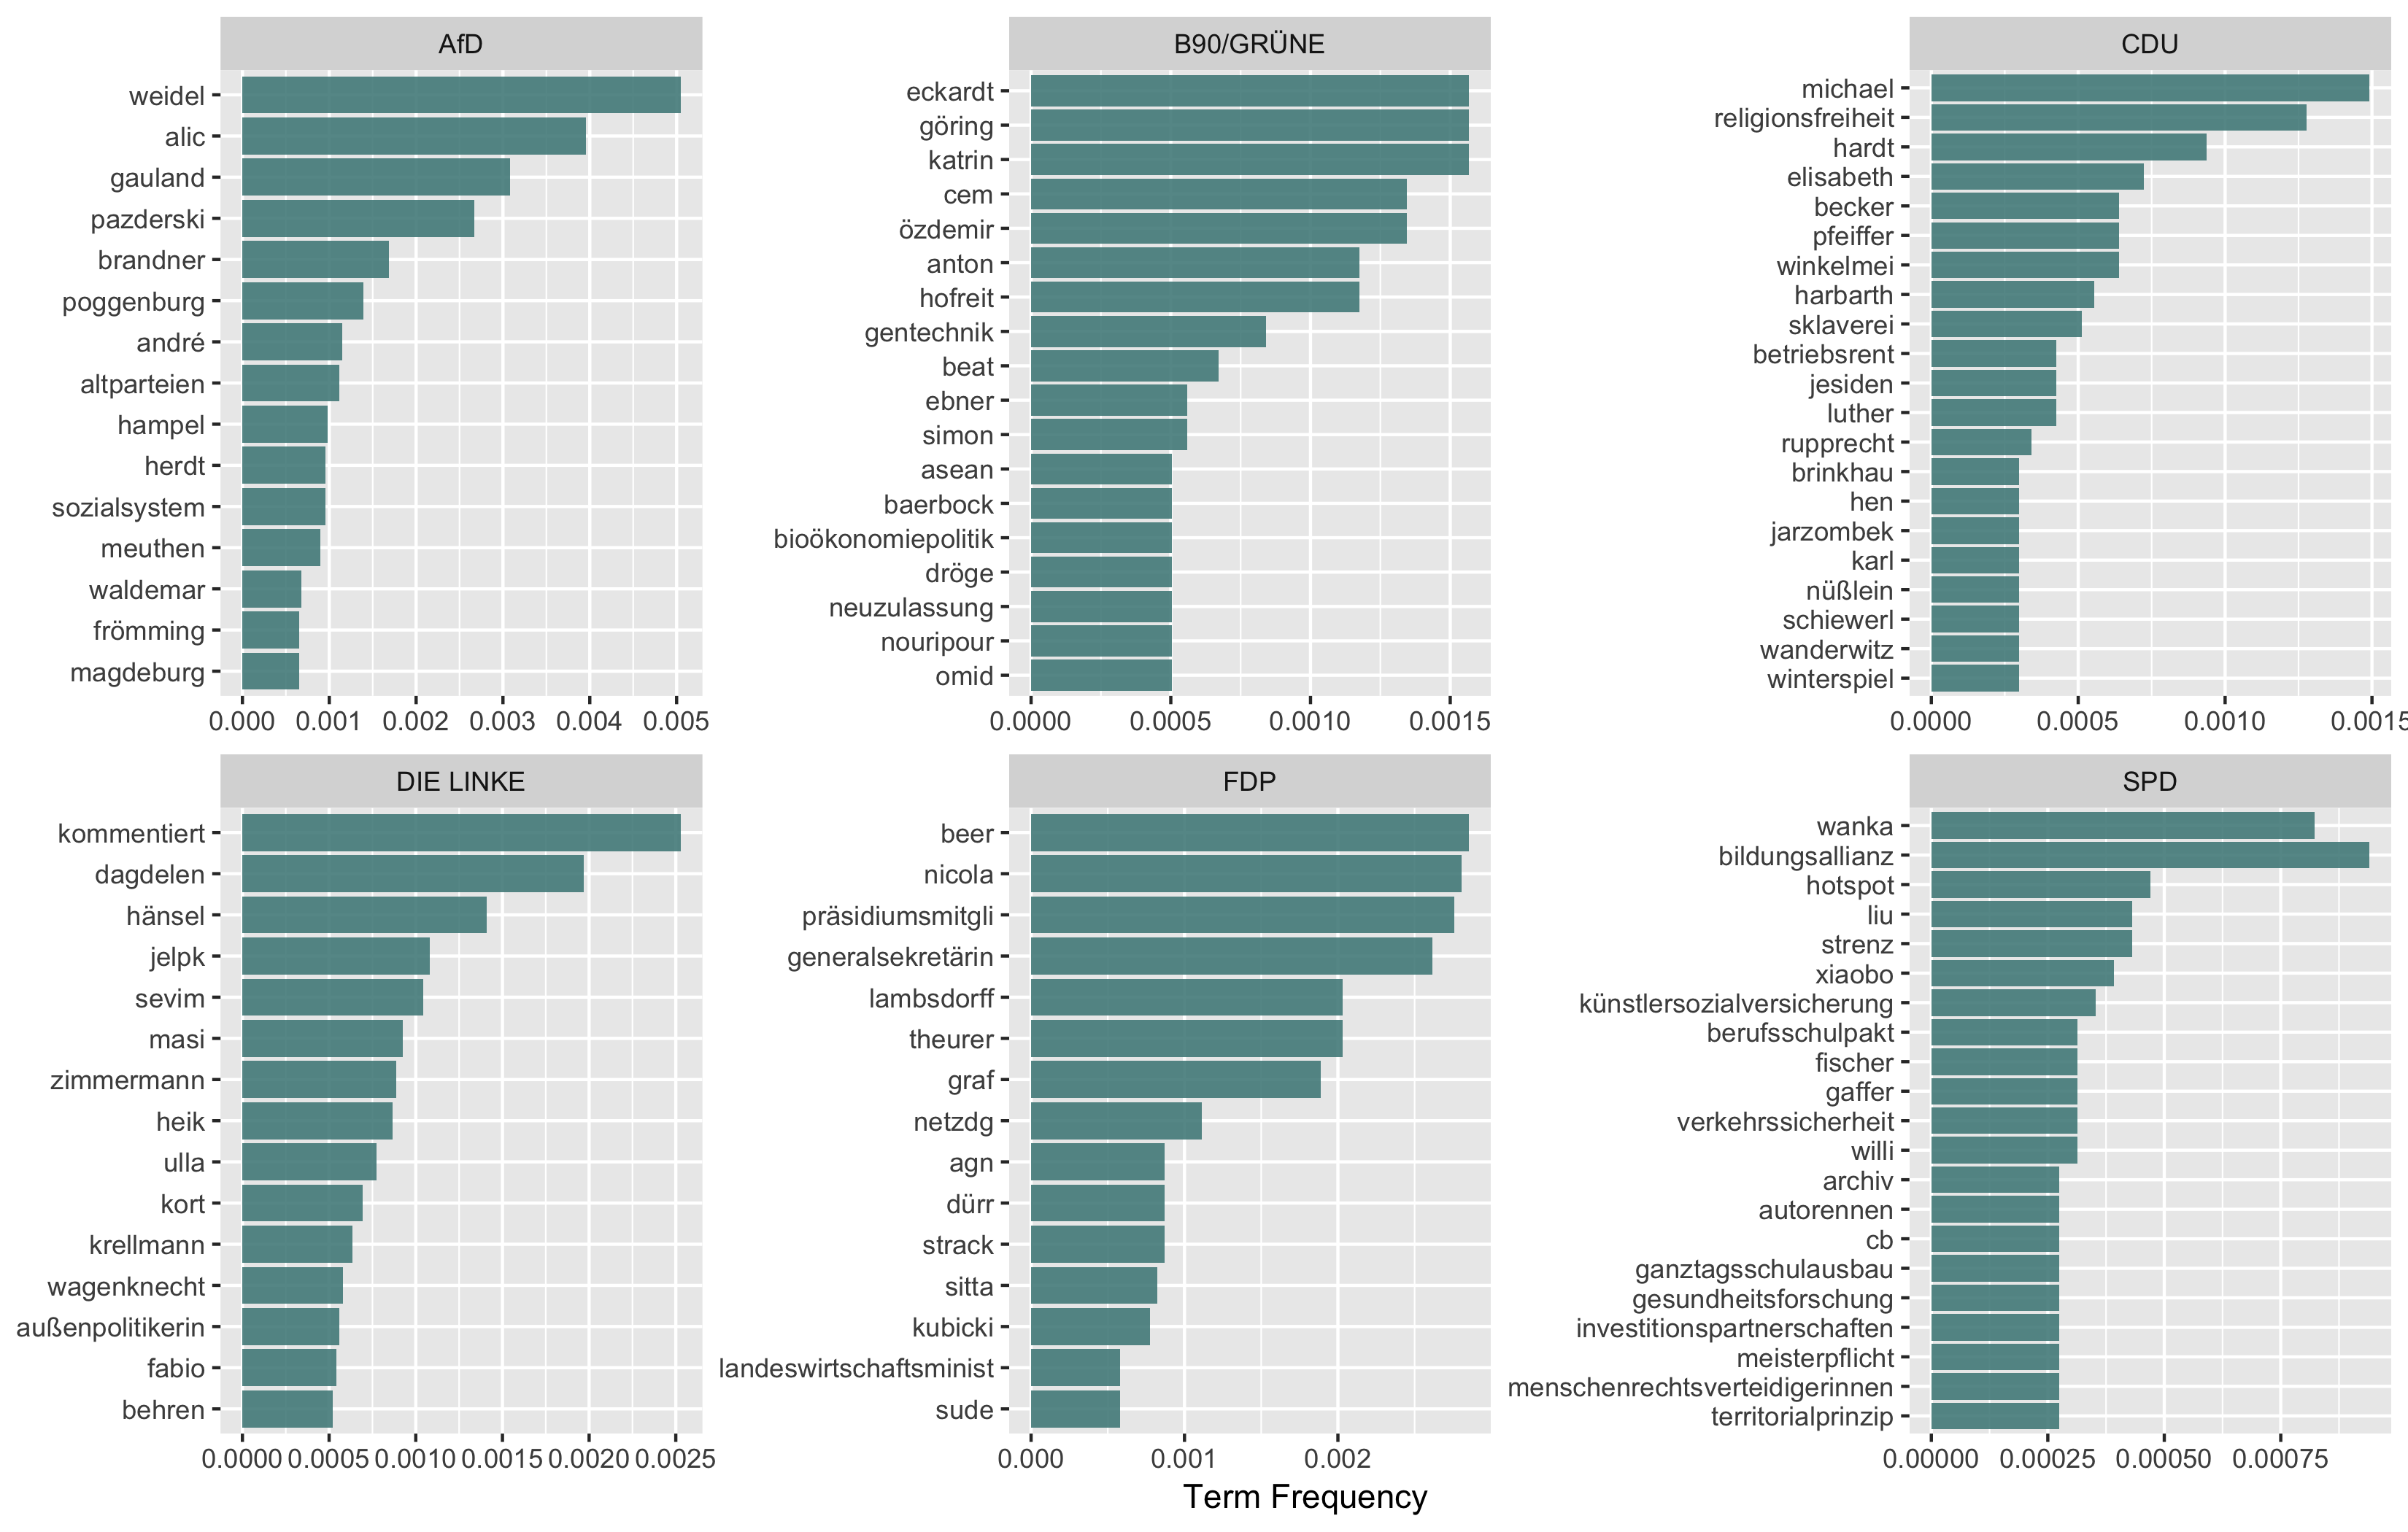 AfD
weidel
alic
gauland
pazderski
brandner
poggenburg
andré
altparteien
hampel
herdt
sozialsystem
meuthen
waldemar
frömming
magdeburg
0.000 0.001 0.002 0.003 0.004 0.005
B90/GRÜNE
eckardt
göring
katrin
cem
özdemir
anton
hofreit
gentechnik
beat
ebner
simon
asean
baerbock
bioökonomiepolitik
dröge
neuzulassung
nouripour
omid
0.0000 0.0005 0.0010 0.0015
CDU
michael
religionsfreiheit
hardt
elisabeth
becker
pfeiffer
winkelmei
harbarth
sklaverei
betriebsrent
jesiden
luther
rupprecht
brinkhau
hen
jarzombek
karl
nüßlein
schiewerl
wanderwitz
winterspiel
0.0000 0.0005 0.0010 0.0015
DIE LINKE
kommentiert
dagdelen
hänsel
jelpk
sevim
masi
zimmermann
heik
ulla
kort
krellmann
wagenknecht
außenpolitikerin
fabio
behren
0.0000 0.0005 0.0010 0.0015 0.0020 0.0025
FDP
beer
nicola
präsidiumsmitgli
generalsekretärin
lambsdorff
theurer
graf
netzdg
agn
dürr
strack
sitta
kubicki
landeswirtschaftsminist
sude
0.000 0.001 0.002
SPD
wanka
bildungsallianz
hotspot
liu
strenz
xiaobo
künstlersozialversicherung
berufsschulpakt
fischer
gaffer
verkehrssicherheit
willi
archiv
autorennen
cb
ganztagsschulausbau
gesundheitsforschung
investitionspartnerschaften
meisterpflicht
menschenrechtsverteidigerinnen
territorialprinzip
0.00000 0.00025 0.00050 0.00075
Term Frequency